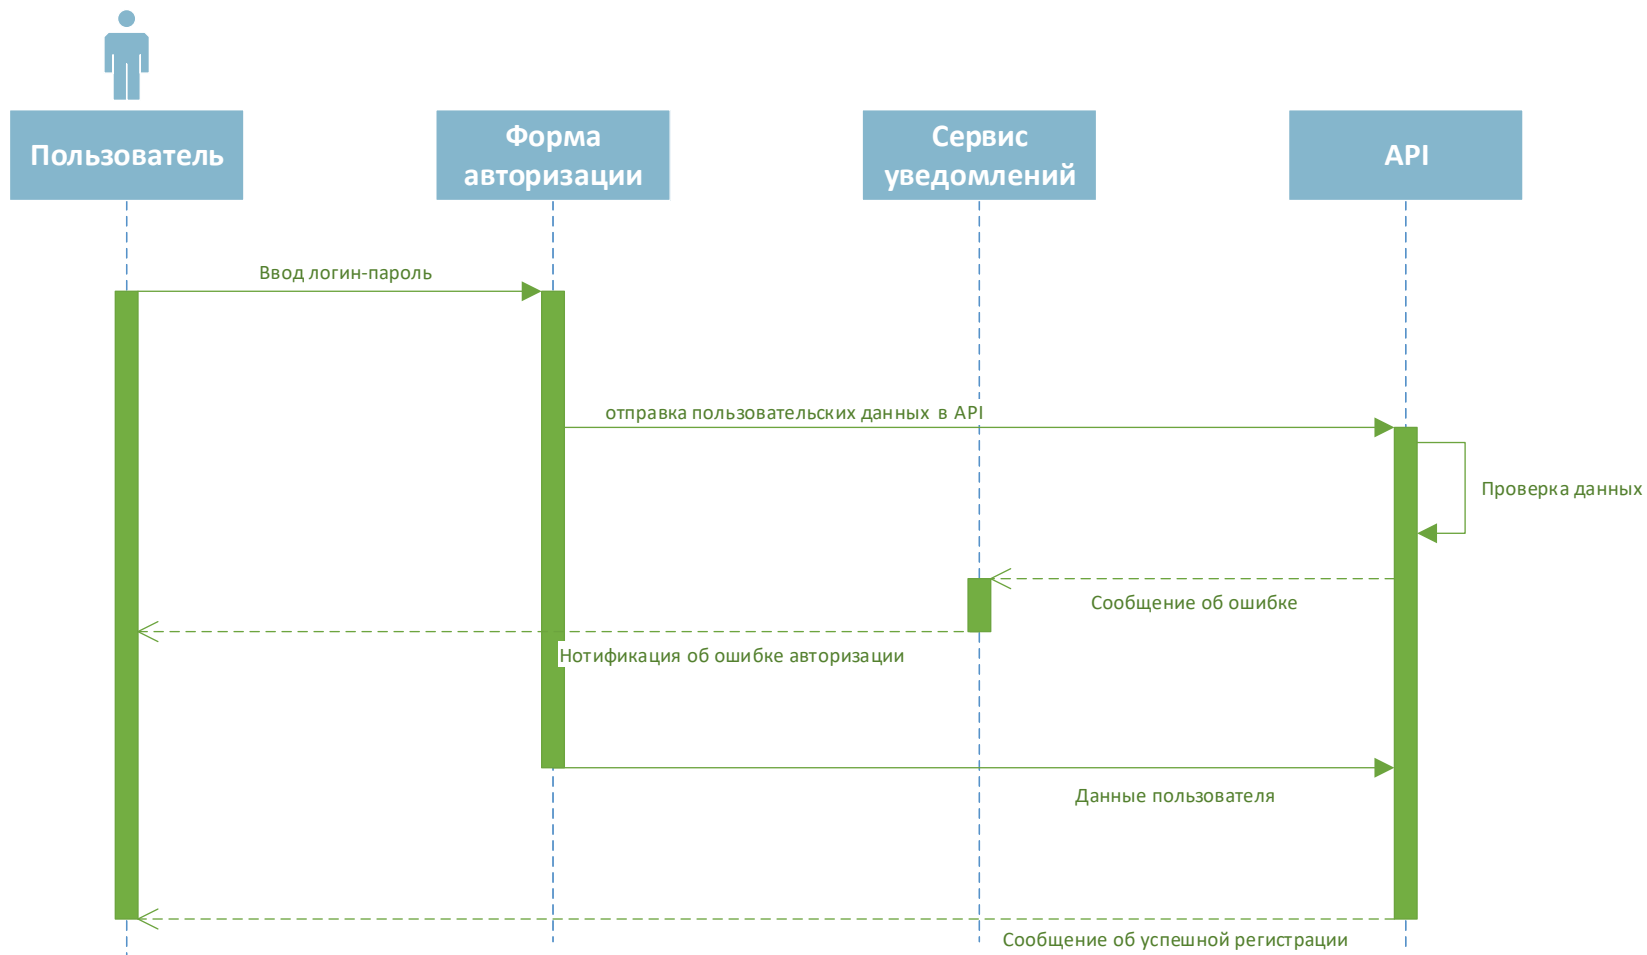 Пользователь
Форма
авторизации
Сервис
уведомлений
API
Ввод логин-пароль
отправка пользовательских данных в API
Проверка данных
Сообщение об ошибке
Нотификация об ошибке авторизации
Данные пользователя
Сообщение об успешной регистрации